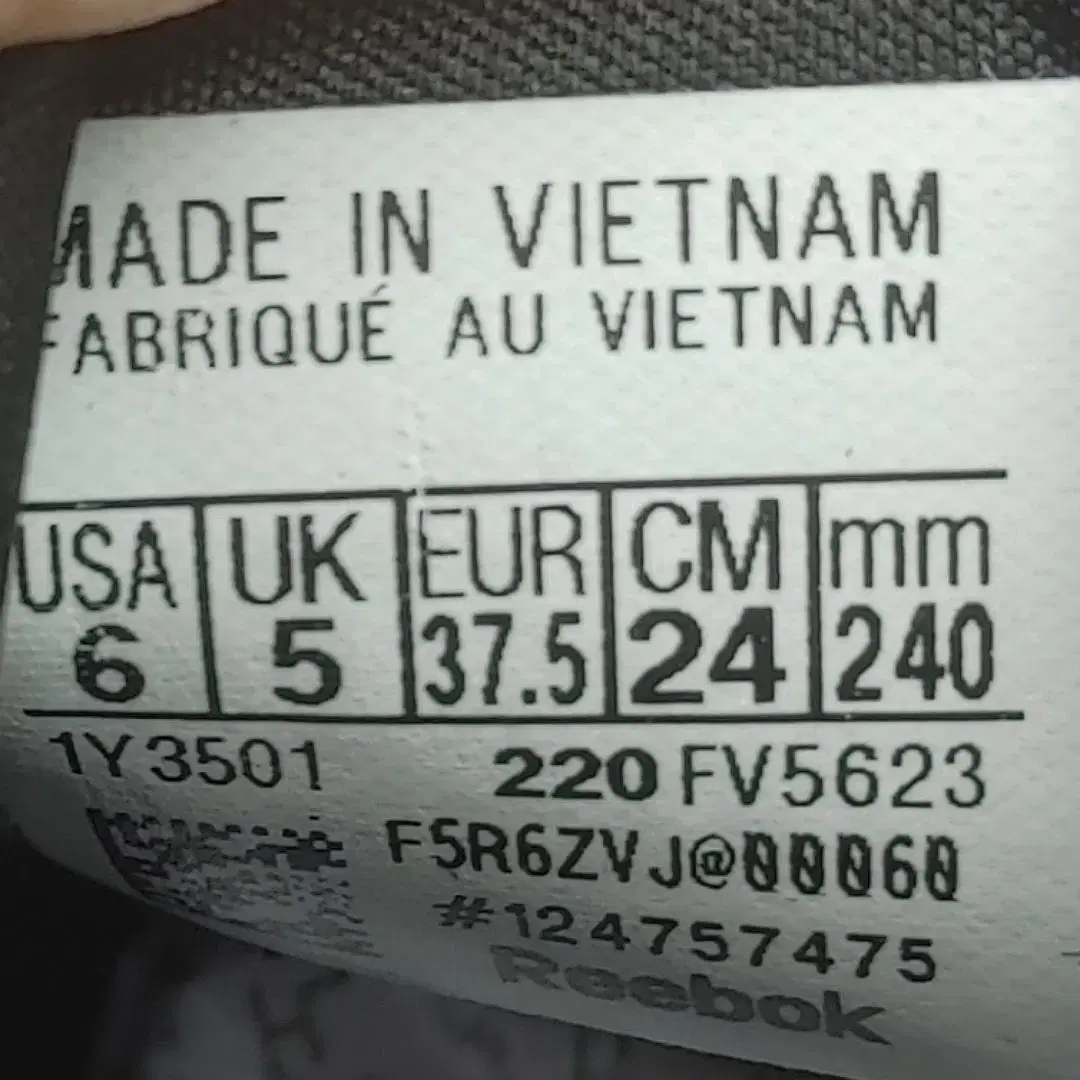 MADE IN VIETNAM
FABRIQUÉ AU VIETNAM
USA UK EUR CM mm
6 5 37.5 24 240
1Y3501 220 FV5623
F5R6ZVJ@000060
#124757475
Reebok